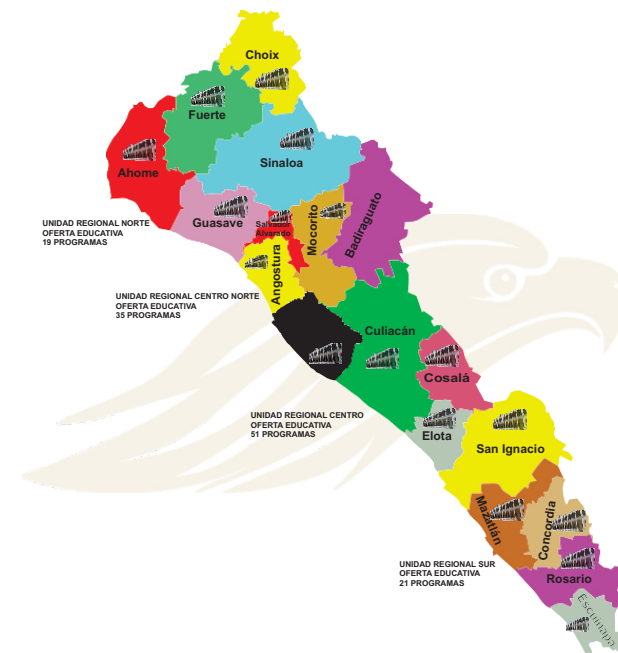 Choix
Fuerte
Sinaloa
Ahome
Badiraguato
UNIDAD REGIONAL NORTE
OFERTA EDUCATIVA
19 PROGRAMAS
Guasave
Salvador
Alvarado
Mocorito
Angostura
UNIDAD REGIONAL CENTRO NORTE
OFERTA EDUCATIVA
35 PROGRAMAS
Culiacán
Cosalá
UNIDAD REGIONAL CENTRO
OFERTA EDUCATIVA
51 PROGRAMAS
Elota
San Ignacio
Mazatlán
Concordia
UNIDAD REGIONAL SUR
OFERTA EDUCATIVA
21 PROGRAMAS
Rosario
Escuinapa